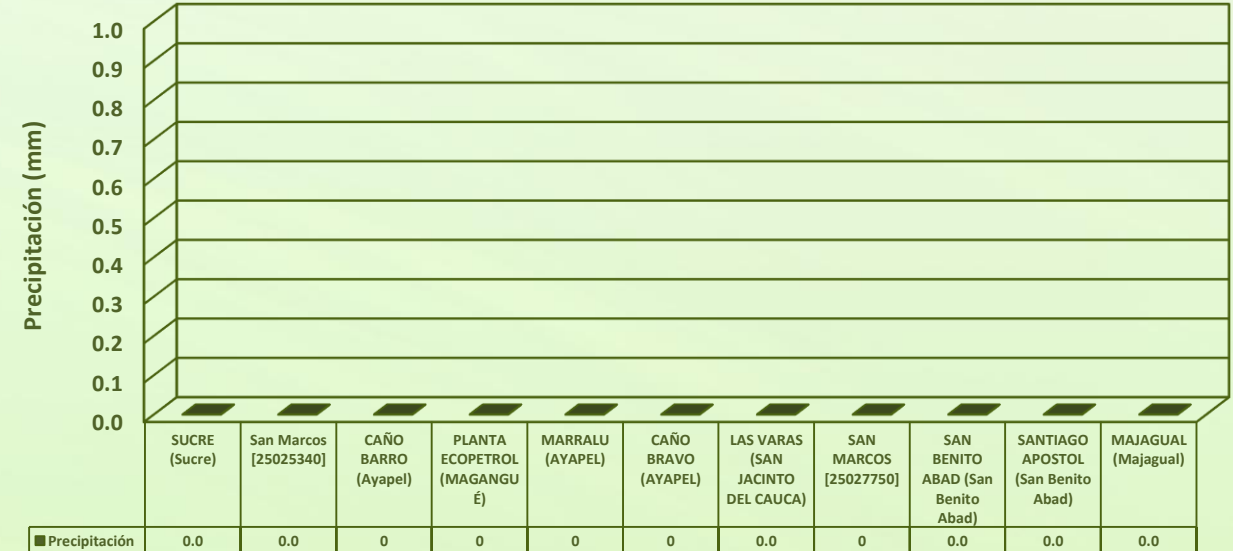 Precipitación (mm)
1.0
0.9
0.8
0.7
0.6
0.5
0.4
0.3
0.2
0.1
0.0
SUCRE
(Sucre)
San Marcos
[25025340]
CAÑO
BARRO
(Ayapel)
PLANTA
ECOPETROL
(MAGANGU
É)
MARRALU
(AYAPEL)
CAÑO
BRAVO
(AYAPEL)
LAS VARAS
(SAN
JACINTO
DEL CAUCA)
SAN
MARCOS
[25027750]
SAN
BENITO
ABAD (San
Benito
Abad)
SANTIAGO
APOSTOL
(San Benito
Abad)
MAJAGUAL
(Majagual)
Precipitación 0.0 0.0 0 0 0 0 0.0 0 0.0 0.0 0.0